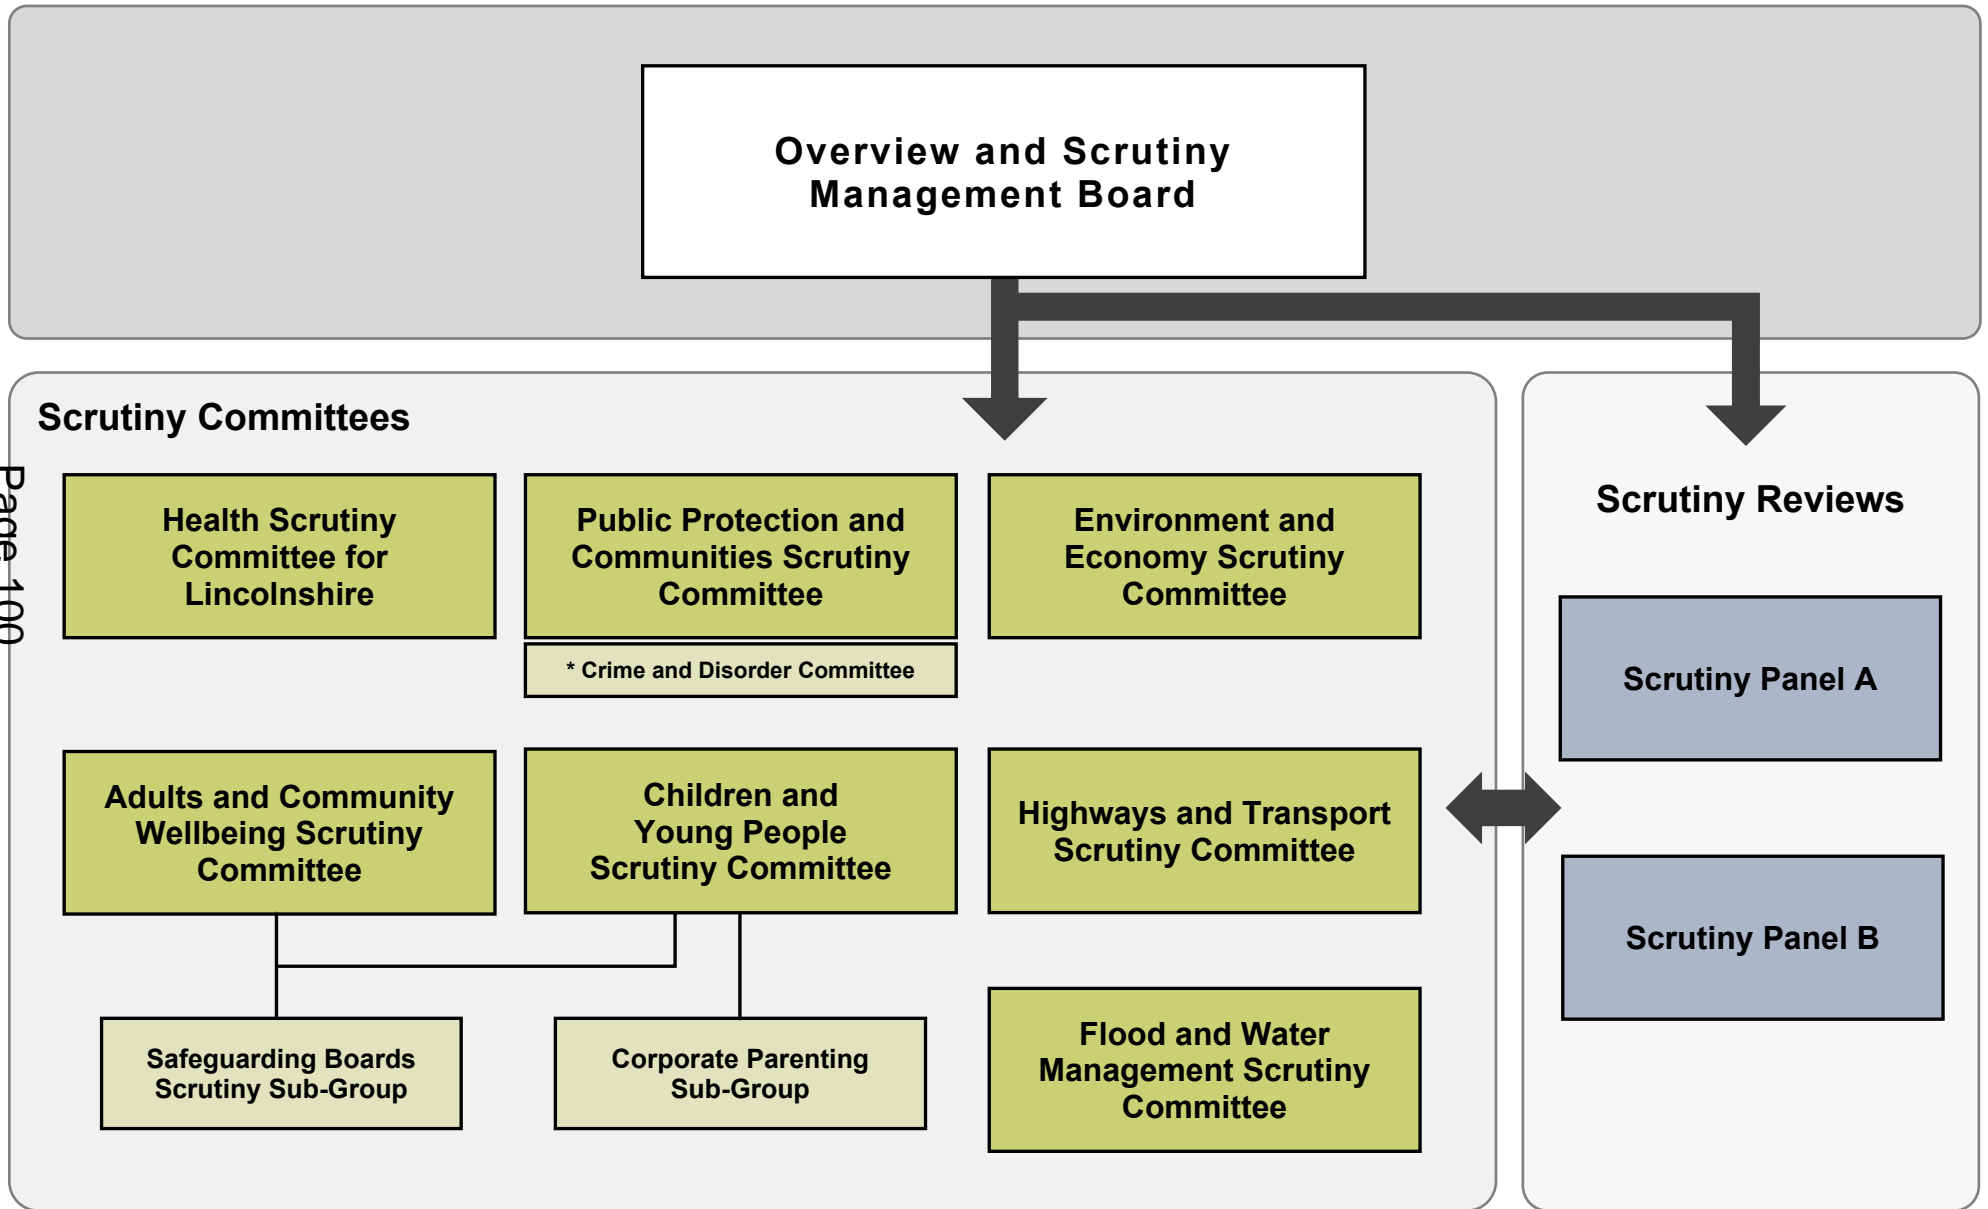 Overview and Scrutiny
Management Board
Scrutiny Committees
Page 100
Health Scrutiny
Committee for
Lincolnshire
Public Protection and
Communities Scrutiny
Committee
* Crime and Disorder Committee
Environment and
Economy Scrutiny
Committee
Adults and Community
Wellbeing Scrutiny
Committee
Children and
Young People
Scrutiny Committee
Highways and Transport
Scrutiny Committee
Safeguarding Boards
Scrutiny Sub-Group
Corporate Parenting
Sub-Group
Flood and Water
Management Scrutiny
Committee
Scrutiny Reviews
Scrutiny Panel A
Scrutiny Panel B